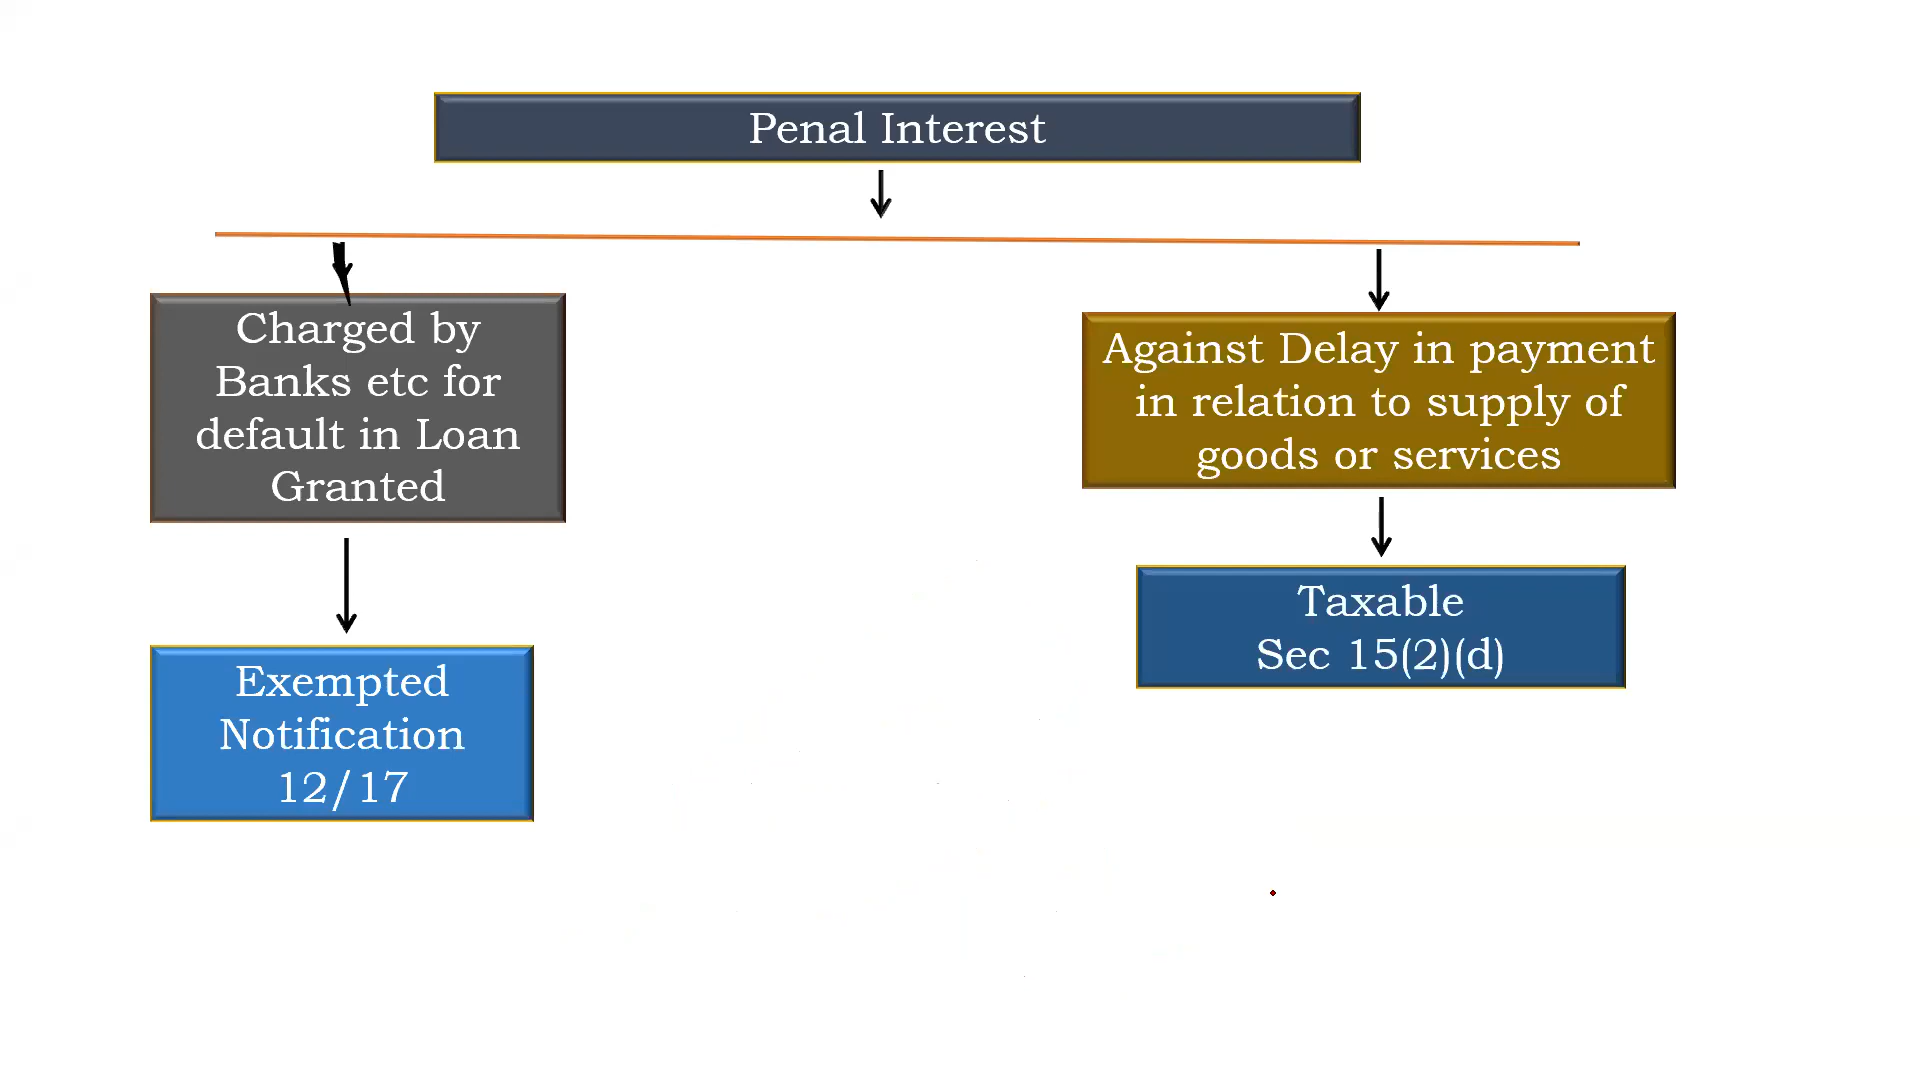 Penal Interest
Charged by
Banks etc for
default in Loan
Granted
Against Delay in payment
in relation to supply of
goods or services
Exempted
Notification
12/17
Taxable
Sec 15(2)(d)